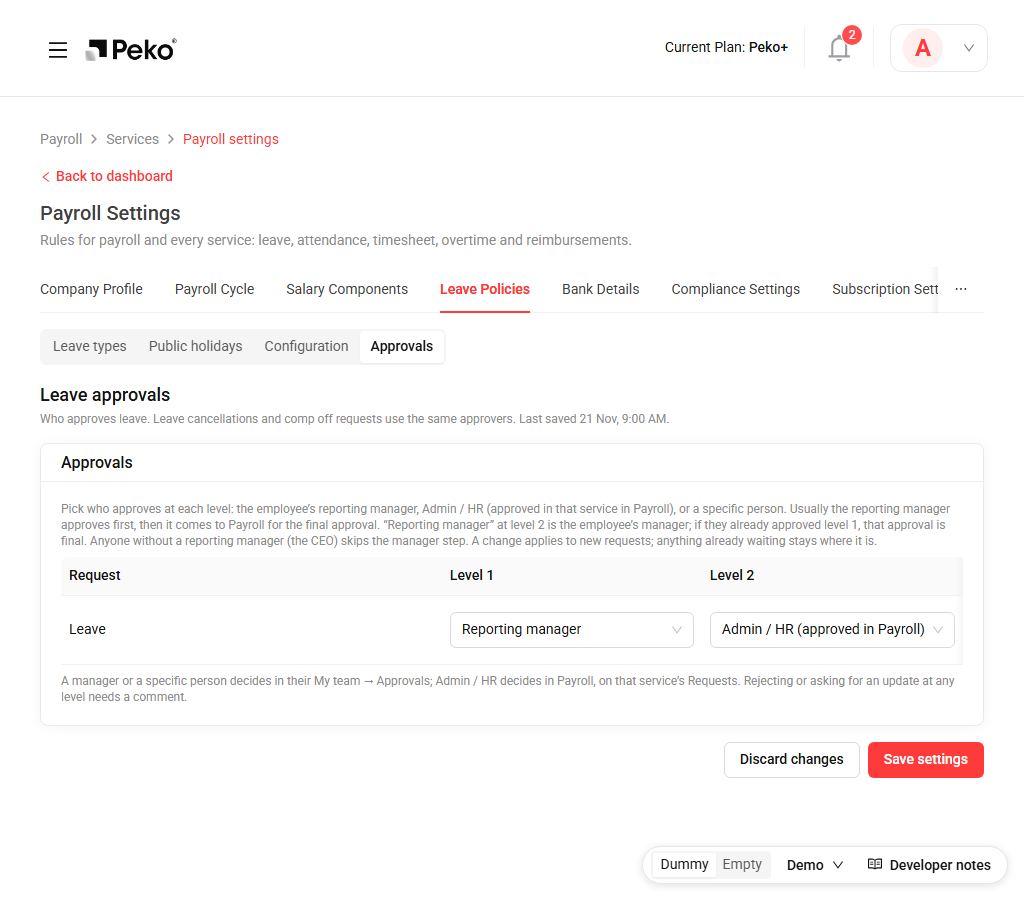 Peko
Current Plan: Peko+
2
A
Payroll > Services > Payroll settings
Back to dashboard
Payroll Settings
Rules for payroll and every service: leave, attendance, timesheet, overtime and reimbursements.
Company Profile Payroll Cycle Salary Components Leave Policies Bank Details Compliance Settings Subscription Sett ...
Leave types Public holidays Configuration Approvals
Leave approvals
Who approves leave. Leave cancellations and comp off requests use the same approvers. Last saved 21 Nov, 9:00 AM.
Approvals
Pick who approves at each level: the employee’s reporting manager, Admin / HR (approved in that service in Payroll), or a specific person. Usually the reporting manager
approves first, then it comes to Payroll for the final approval. “Reporting manager” at level 2 is the employee’s manager; if they already approved level 1, that approval is
final. Anyone without a reporting manager (the CEO) skips the manager step. A change applies to new requests; anything already waiting stays where it is.
Request Level 1 Level 2
Leave Reporting manager Admin / HR (approved in Payroll)
A manager or a specific person decides in their My team → Approvals; Admin / HR decides in Payroll, on that service’s Requests. Rejecting or asking for an update at any
level needs a comment.
Discard changes Save settings
Dummy Empty Demo Developer notes